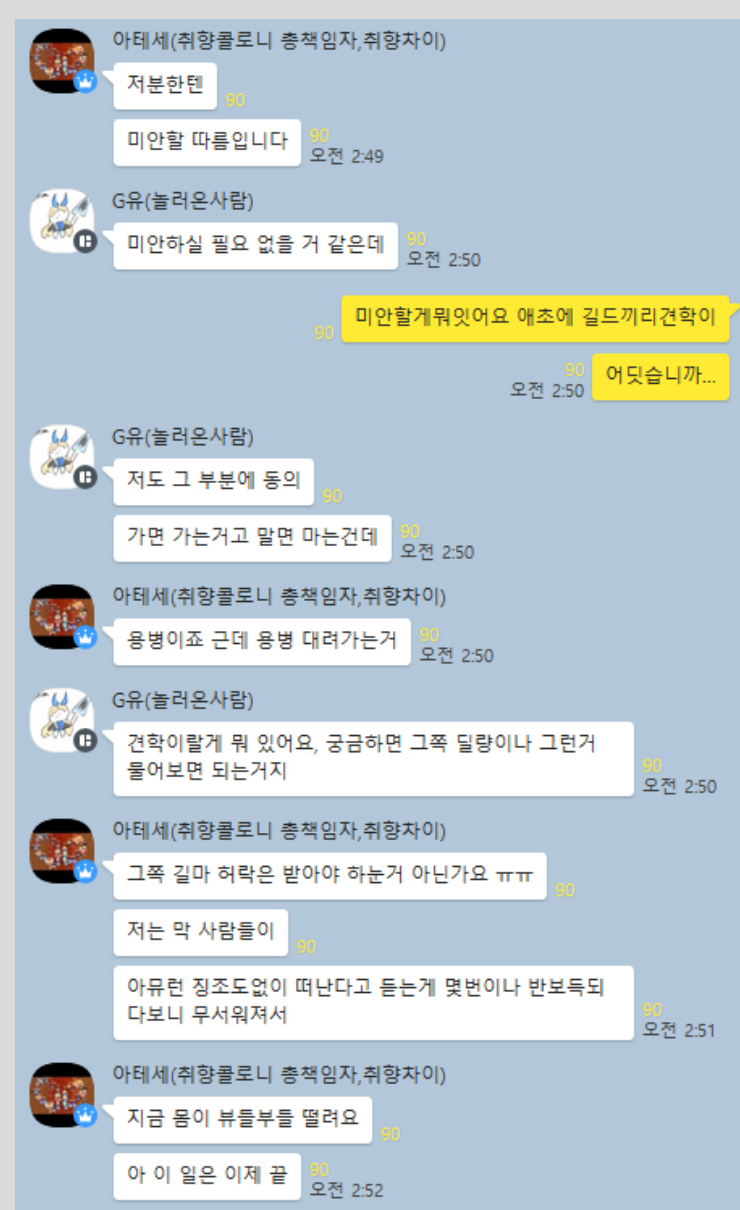 아테세(취향콜로니 총책임자,취향차이)
저분한텐
90
미안할 따름입니다
90
오전 2:49
G유(놀러온사람)
미안하실 필요 없을 거 같은데
90
오전 2:50
미안할게뭐잇어요 애초에 길드끼리견학이
90
어딧습니까...
90
오전 2:50
G유(놀러온사람)
저도 그 부분에 동의
90
가면 가는거고 말면 마는건데
90
오전 2:50
아테세(취향콜로니 총책임자,취향차이)
용병이죠 근데 용병 대려가는거
90
오전 2:50
G유(놀러온사람)
견학이랄게 뭐 있어요, 궁금하면 그쪽 딜량이나 그런거
물어보면 되는거지
90
오전 2:50
아테세(취향콜로니 총책임자,취향차이)
그쪽 길마 허락은 받아야 하눈거 아닌가요 ㅠㅠ
90
저는 막 사람들이
90
아뮤런 징조도없이 떠난다고 듣는게 몇번이나 반보득되
다보니 무서워져서
90
오전 2:51
아테세(취향콜로니 총책임자,취향차이)
지금 몸이 뷰들부들 떨려요
90
아 이 일은 이제 끝
90
오전 2:52